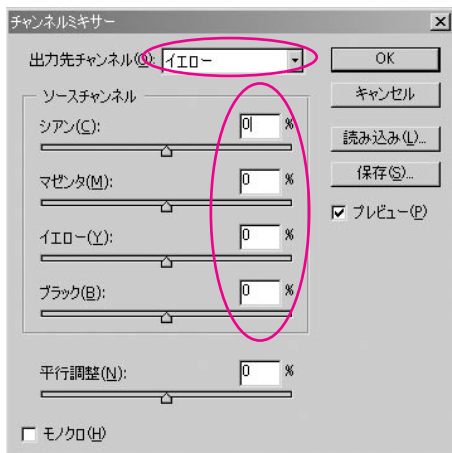 チャンネルミキサー
出力先チャンネル(O): イエロー
OK
キャンセル
読み込み(L)...
保存(S)...
プレビュー(P)
ソースチャンネル
シアン(C): 0 %
マゼンタ(M): 0 %
イエロー(Y): 0 %
ブラック(B): 0 %
平行調整(N): 0 %
モノクロ(H)